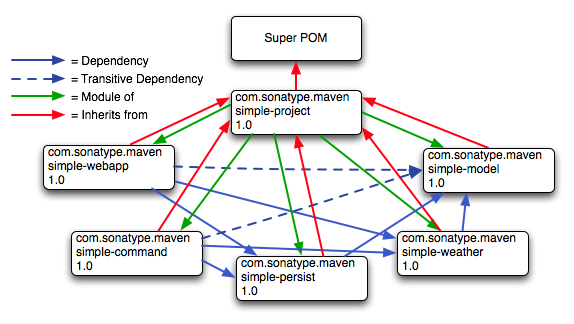 Super POM
= Dependency
= Transitive Dependency
= Module of
= Inherits from
com.sonatype.maven
simple-project
1.0
com.sonatype.maven
simple-webapp
1.0
com.sonatype.maven
simple-model
1.0
com.sonatype.maven
simple-command
1.0
com.sonatype.maven
simple-persist
1.0
com.sonatype.maven
simple-weather
1.0